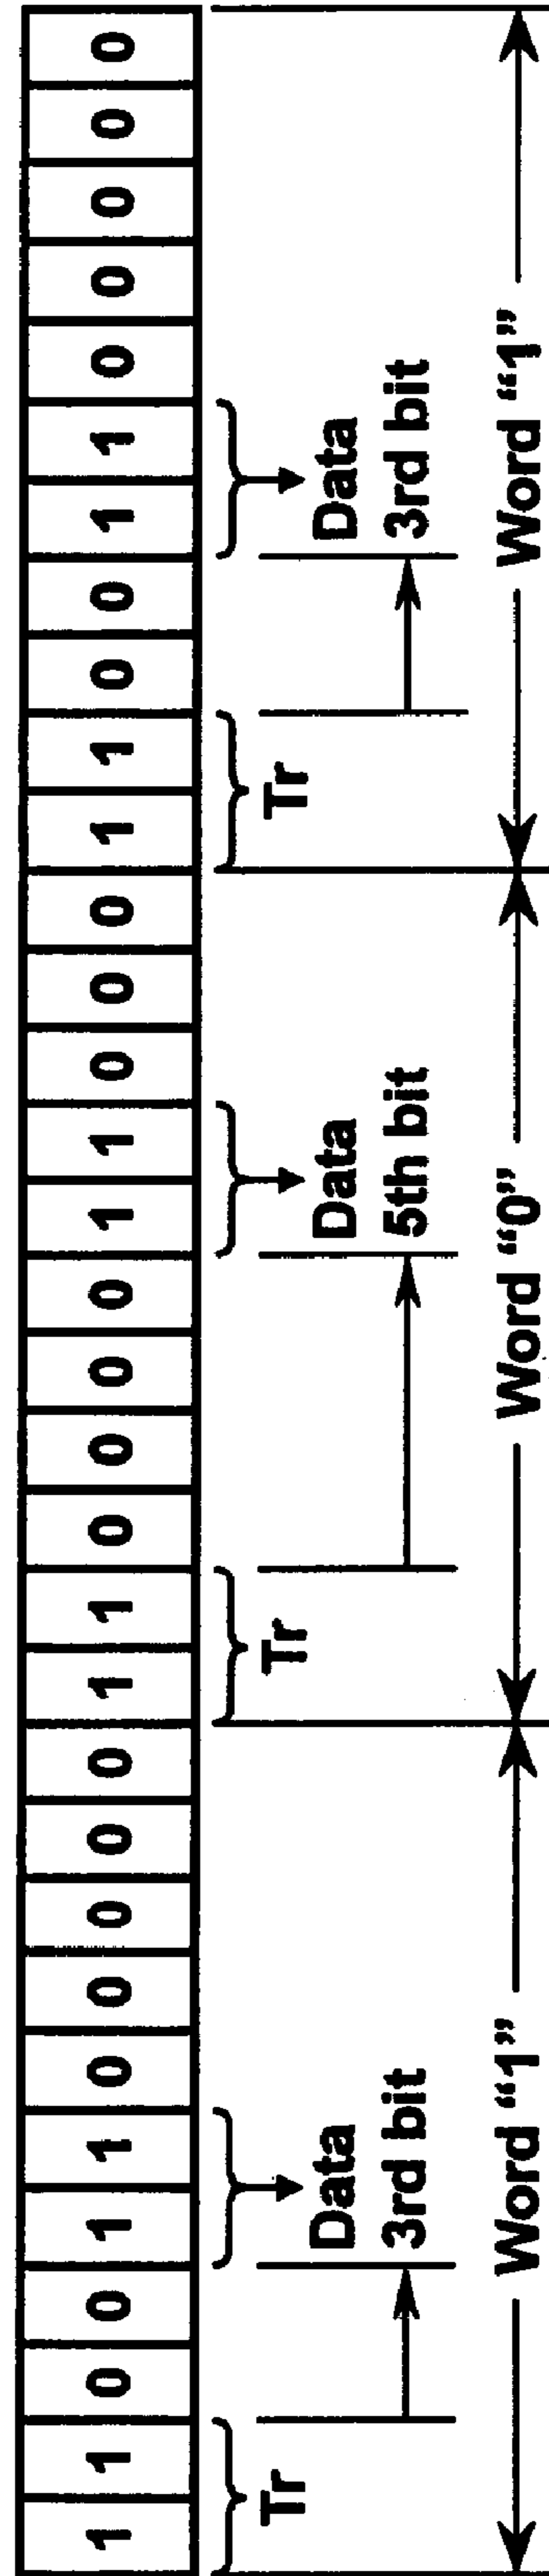 1 1 0 0 1 1 0 0 0 0 0 1 1 0 0 0 0 1 1 0 0 0 1 1 0 0 1 1 0 0 0 0 0
Tr Tr Tr
Data Data Data
3rd bit 5th bit 3rd bit
Word “1” Word “0” Word “1”